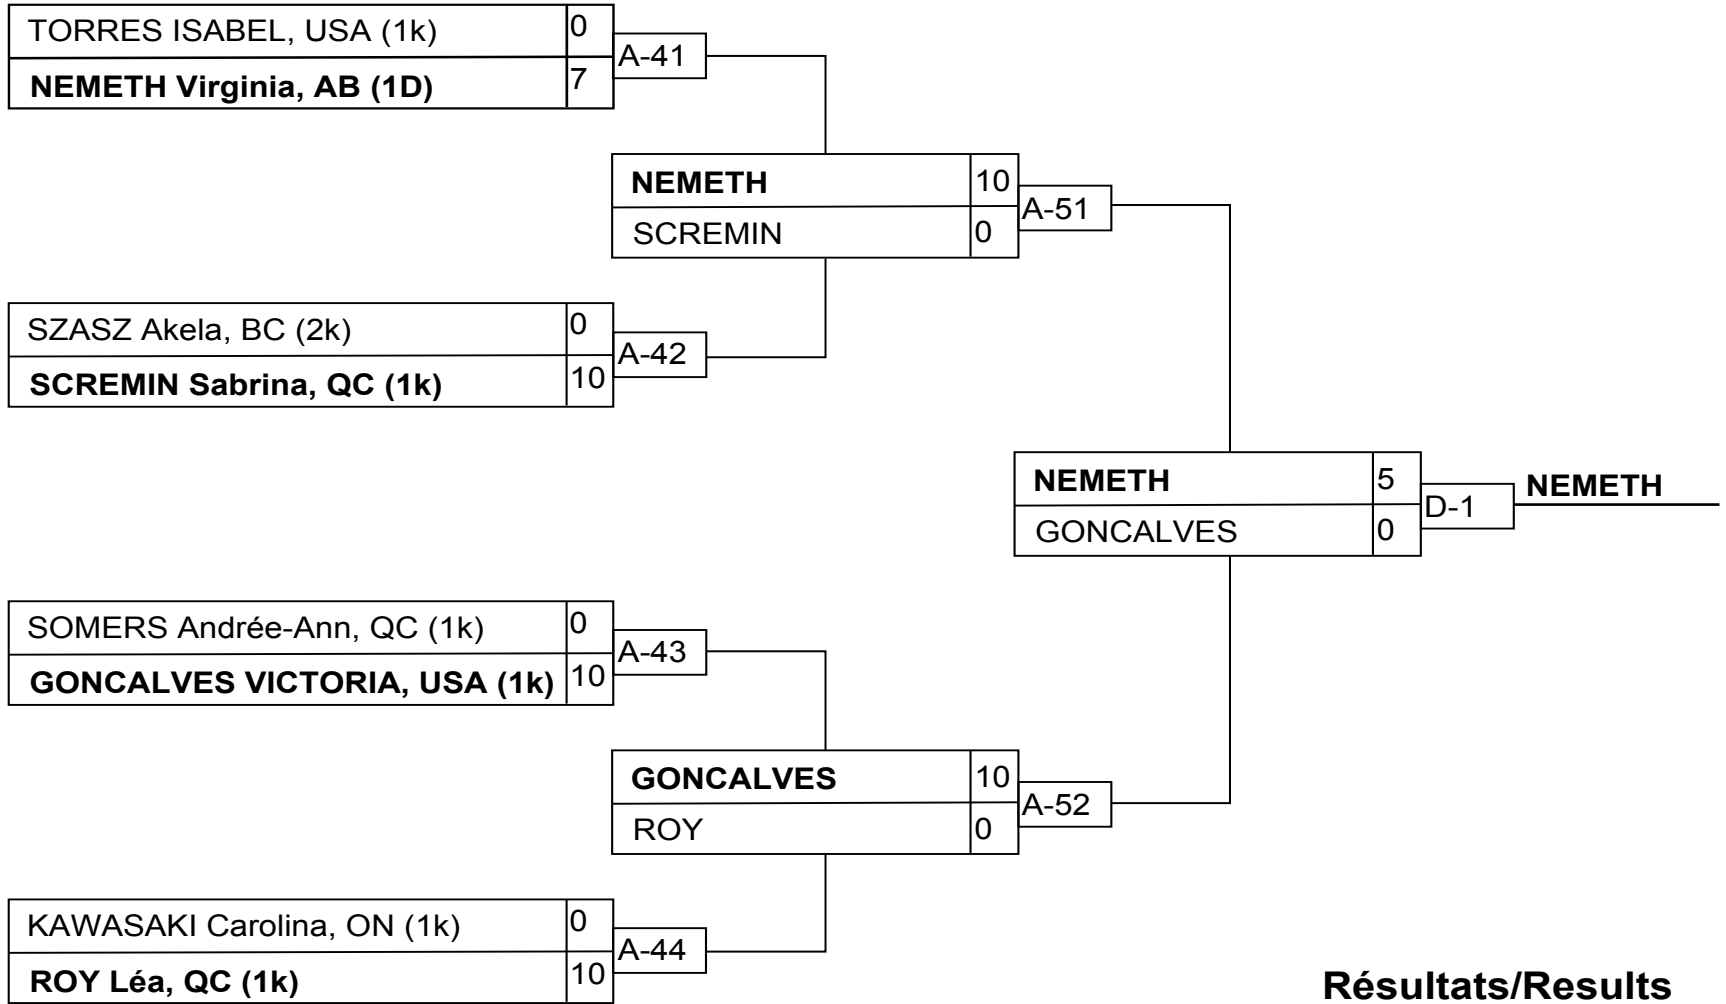 TORRES ISABEL, USA (1k) 0
A-41
NEMETH Virginia, AB (1D) 7
NEMETH 10
A-51
SCREMIN 0
SZASZ Akela, BC (2k) 0
A-42
SCREMIN Sabrina, QC (1k) 10
NEMETH 5
D-1
NEMETH
GONCALVES 0
SOMERS Andrée-Ann, QC (1k) 0
A-43
GONCALVES VICTORIA, USA (1k) 10
GONCALVES 10
A-52
ROY 0
KAWASAKI Carolina, ON (1k) 0
A-44
ROY Léa, QC (1k) 10
Résultats/Results